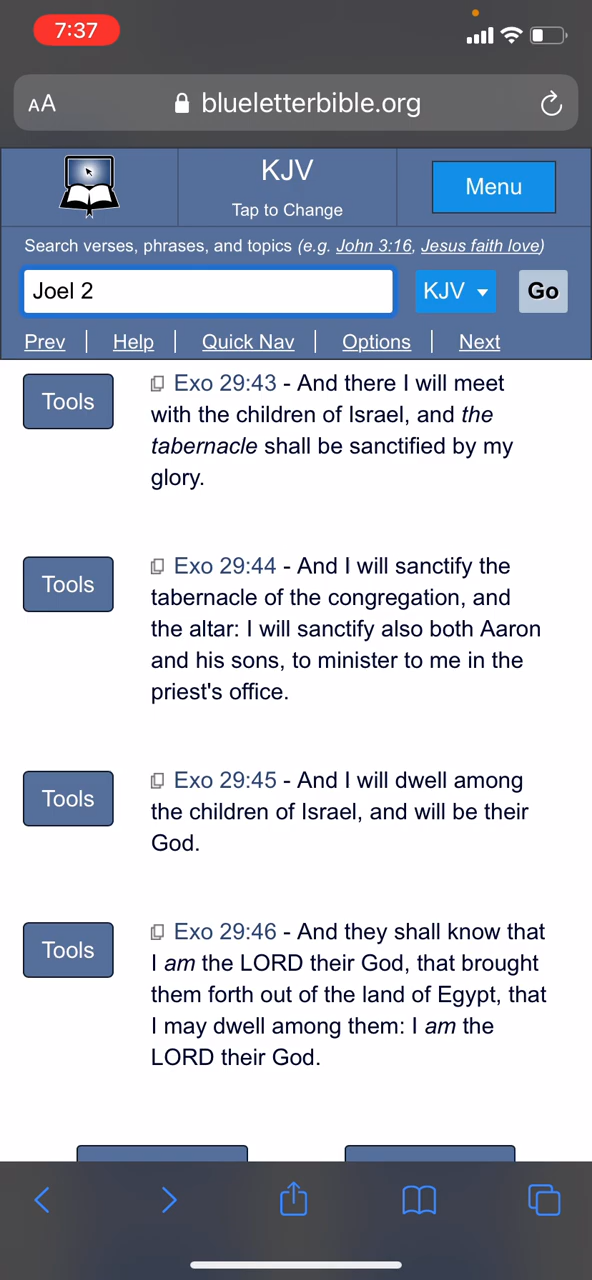 7:37
AA blueletterbible.org
KJV
Menu
Tap to Change
Search verses, phrases, and topics (e.g. John 3:16, Jesus faith love)
Joel 2 KJV Go
Prev | Help | Quick Nav | Options | Next
Tools
Exo 29:43 - And there I will meet
with the children of Israel, and the
tabernacle shall be sanctified by my
glory.
Tools
Exo 29:44 - And I will sanctify the
tabernacle of the congregation, and
the altar: I will sanctify also both Aaron
and his sons, to minister to me in the
priest's office.
Tools
Exo 29:45 - And I will dwell among
the children of Israel, and will be their
God.
Tools
Exo 29:46 - And they shall know that
I am the LORD their God, that brought
them forth out of the land of Egypt, that
I may dwell among them: I am the
LORD their God.